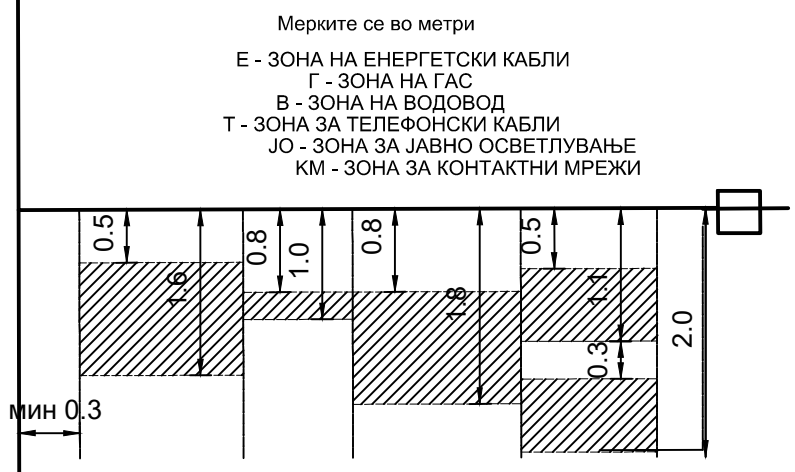 Мерките се во метри
Е - ЗОНА НА ЕНЕРГЕТСКИ КАБЛИ
Г - ЗОНА НА ГАС
В - ЗОНА НА ВОДОВОД
Т - ЗОНА ЗА ТЕЛЕФОНСКИ КАБЛИ
ЈО - ЗОНА ЗА ЈАВНО ОСВЕТЛУВАЊЕ
КМ - ЗОНА ЗА КОНТАКТНИ МРЕЖИ
0.5
1.6
0.8
1.0
0.8
1.8
0.5
1.1
0.3
2.0
мин 0.3